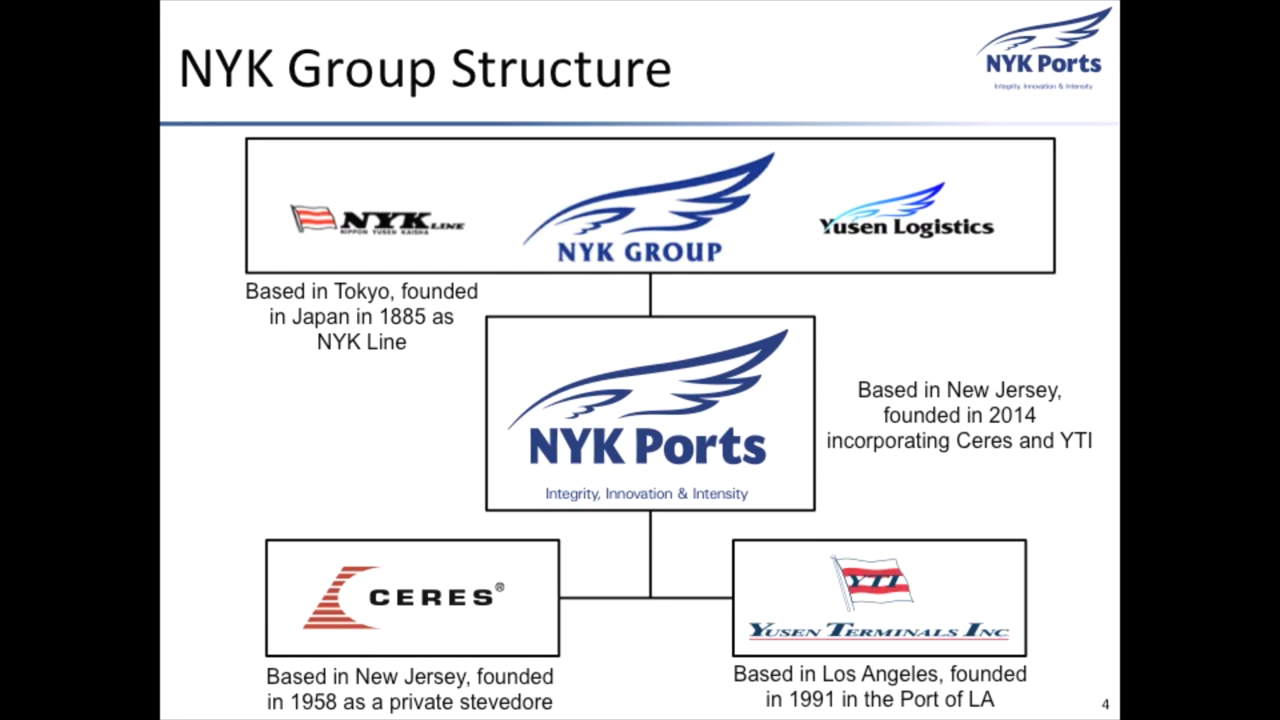 NYK Group Structure
NYK Ports
Integrity, Innovation & Intensity
NYK LINE
NIPPON YUSEN KAISHA
NYK GROUP
Yusen Logistics
Based in Tokyo, founded
in Japan in 1885 as
NYK Line
NYK Ports
Integrity, Innovation & Intensity
Based in New Jersey,
founded in 2014
incorporating Ceres and YTI
CERES®
Based in New Jersey, founded
in 1958 as a private stevedore
YTI
YUSEN TERMINALS INC
Based in Los Angeles, founded
in 1991 in the Port of LA
4